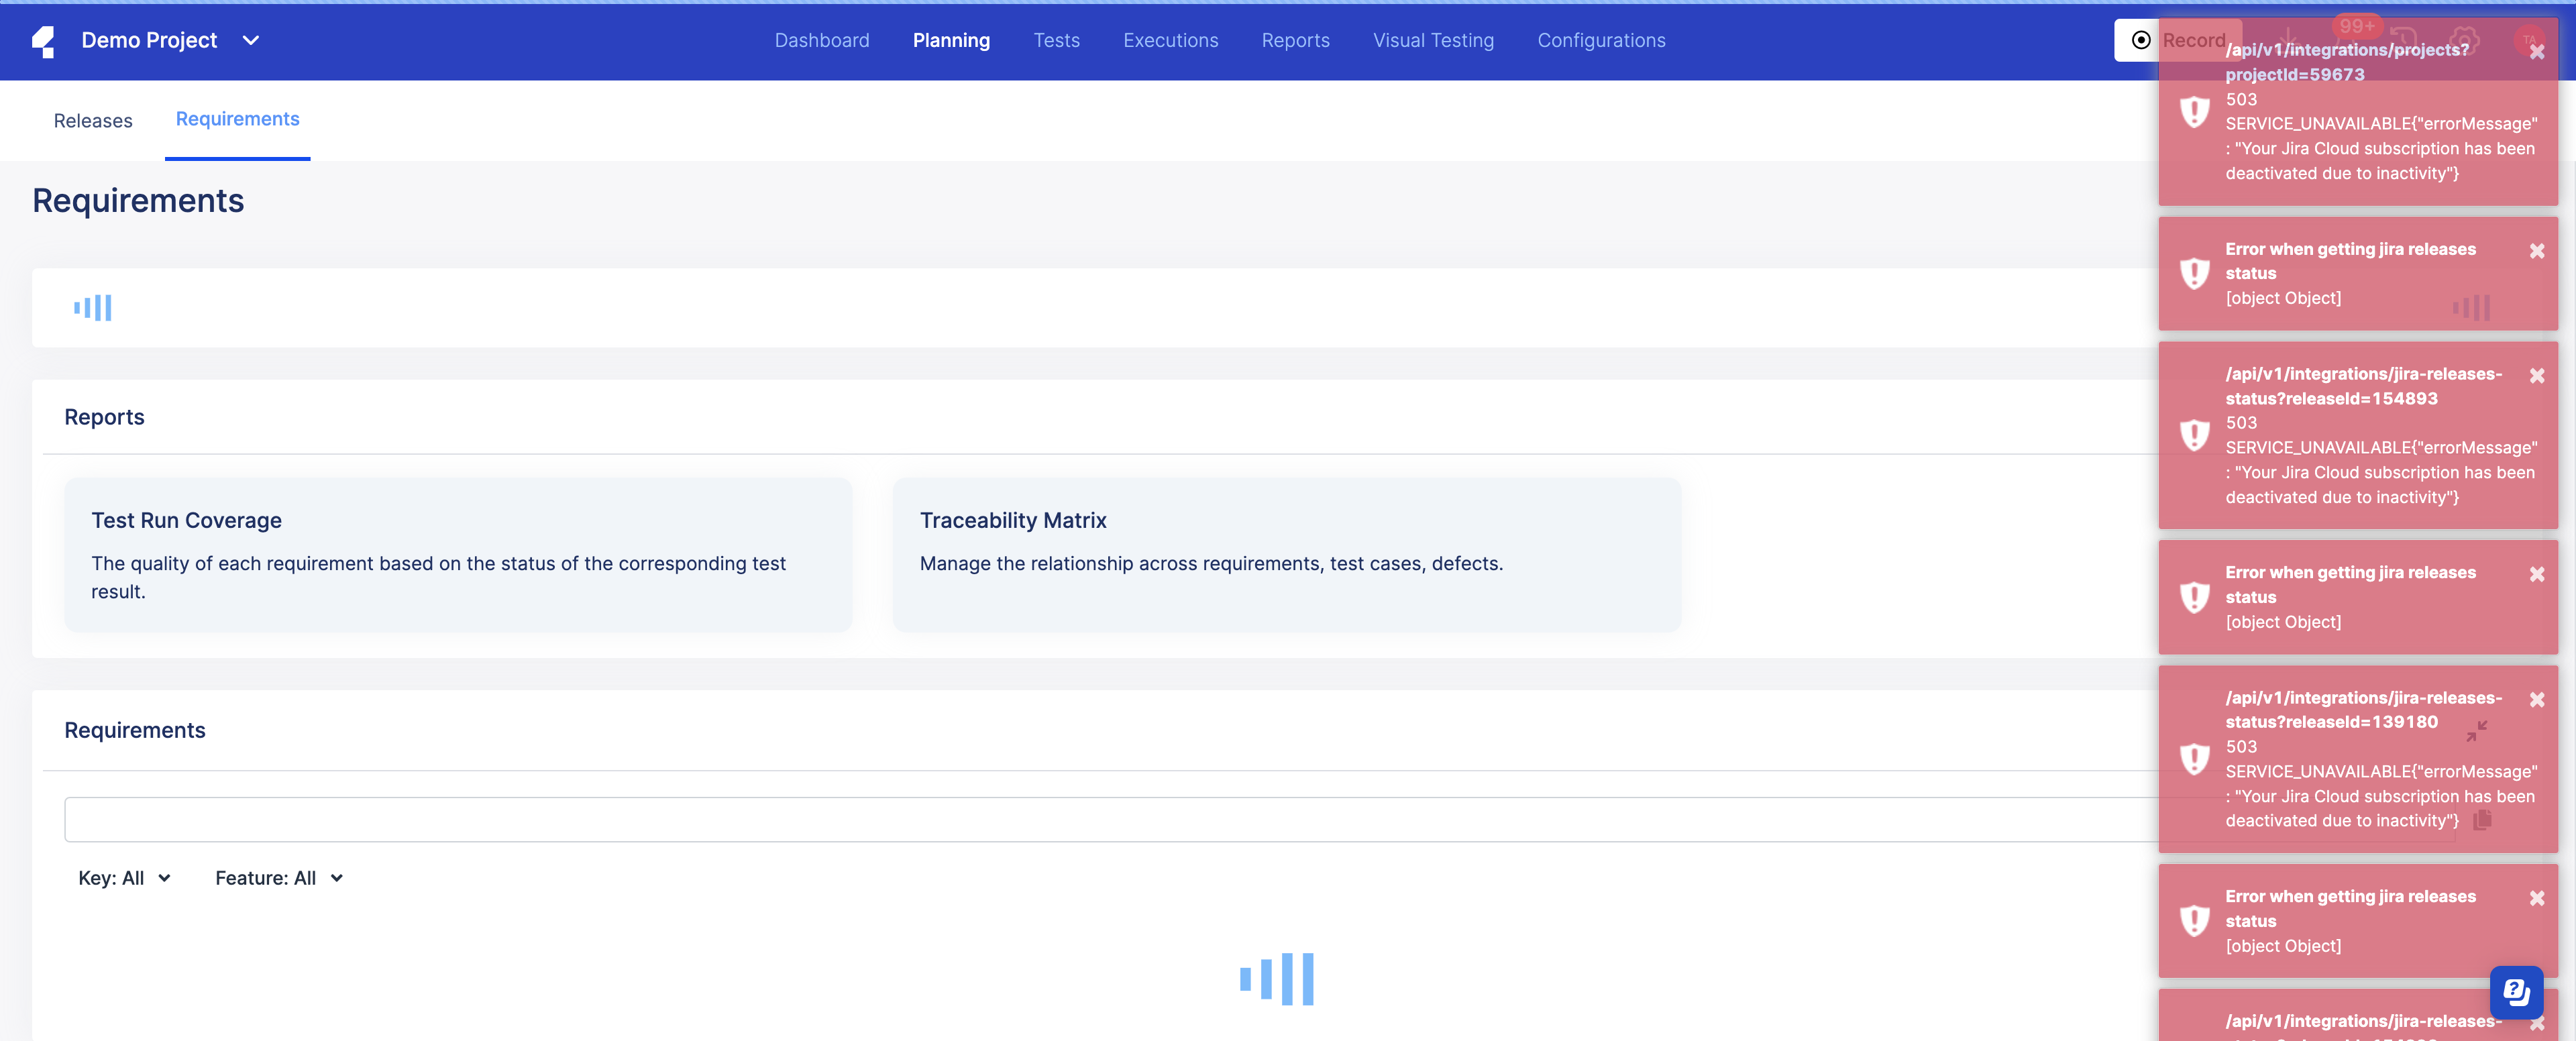 Demo Project
Dashboard
Planning
Tests
Executions
Reports
Visual Testing
Configurations
Record
99+
TA
Releases
Requirements
Requirements
Reports
Test Run Coverage
The quality of each requirement based on the status of the corresponding test
result.
Traceability Matrix
Manage the relationship across requirements, test cases, defects.
Requirements
Key: All
Feature: All
/api/v1/integrations/projects?
projectId=59673
503
SERVICE_UNAVAILABLE{"errorMessage"
: "Your Jira Cloud subscription has been
deactivated due to inactivity"}
Error when getting jira releases
status
[object Object]
/api/v1/integrations/jira-releases-
status?releaseId=154893
503
SERVICE_UNAVAILABLE{"errorMessage"
: "Your Jira Cloud subscription has been
deactivated due to inactivity"}
Error when getting jira releases
status
[object Object]
/api/v1/integrations/jira-releases-
status?releaseId=139180
503
SERVICE_UNAVAILABLE{"errorMessage"
: "Your Jira Cloud subscription has been
deactivated due to inactivity"}
Error when getting jira releases
status
[object Object]
/api/v1/integrations/jira-releases-